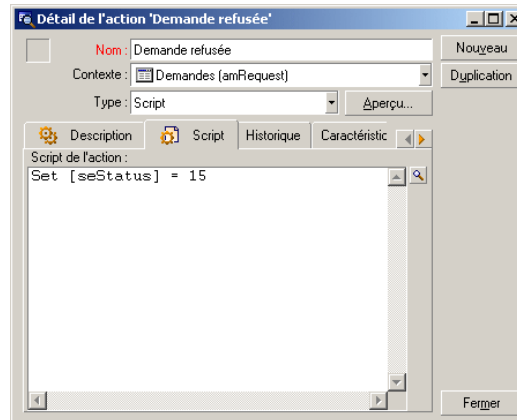 Détail de l'action 'Demande refusée'
Nom : Demande refusée
Nouveau
Contexte : Demandes (amRequest)
Duplication
Type : Script
Aperçu...
Description Script Historique Caractéristic
Script de l'action :
Set [seStatus] = 15
Fermer